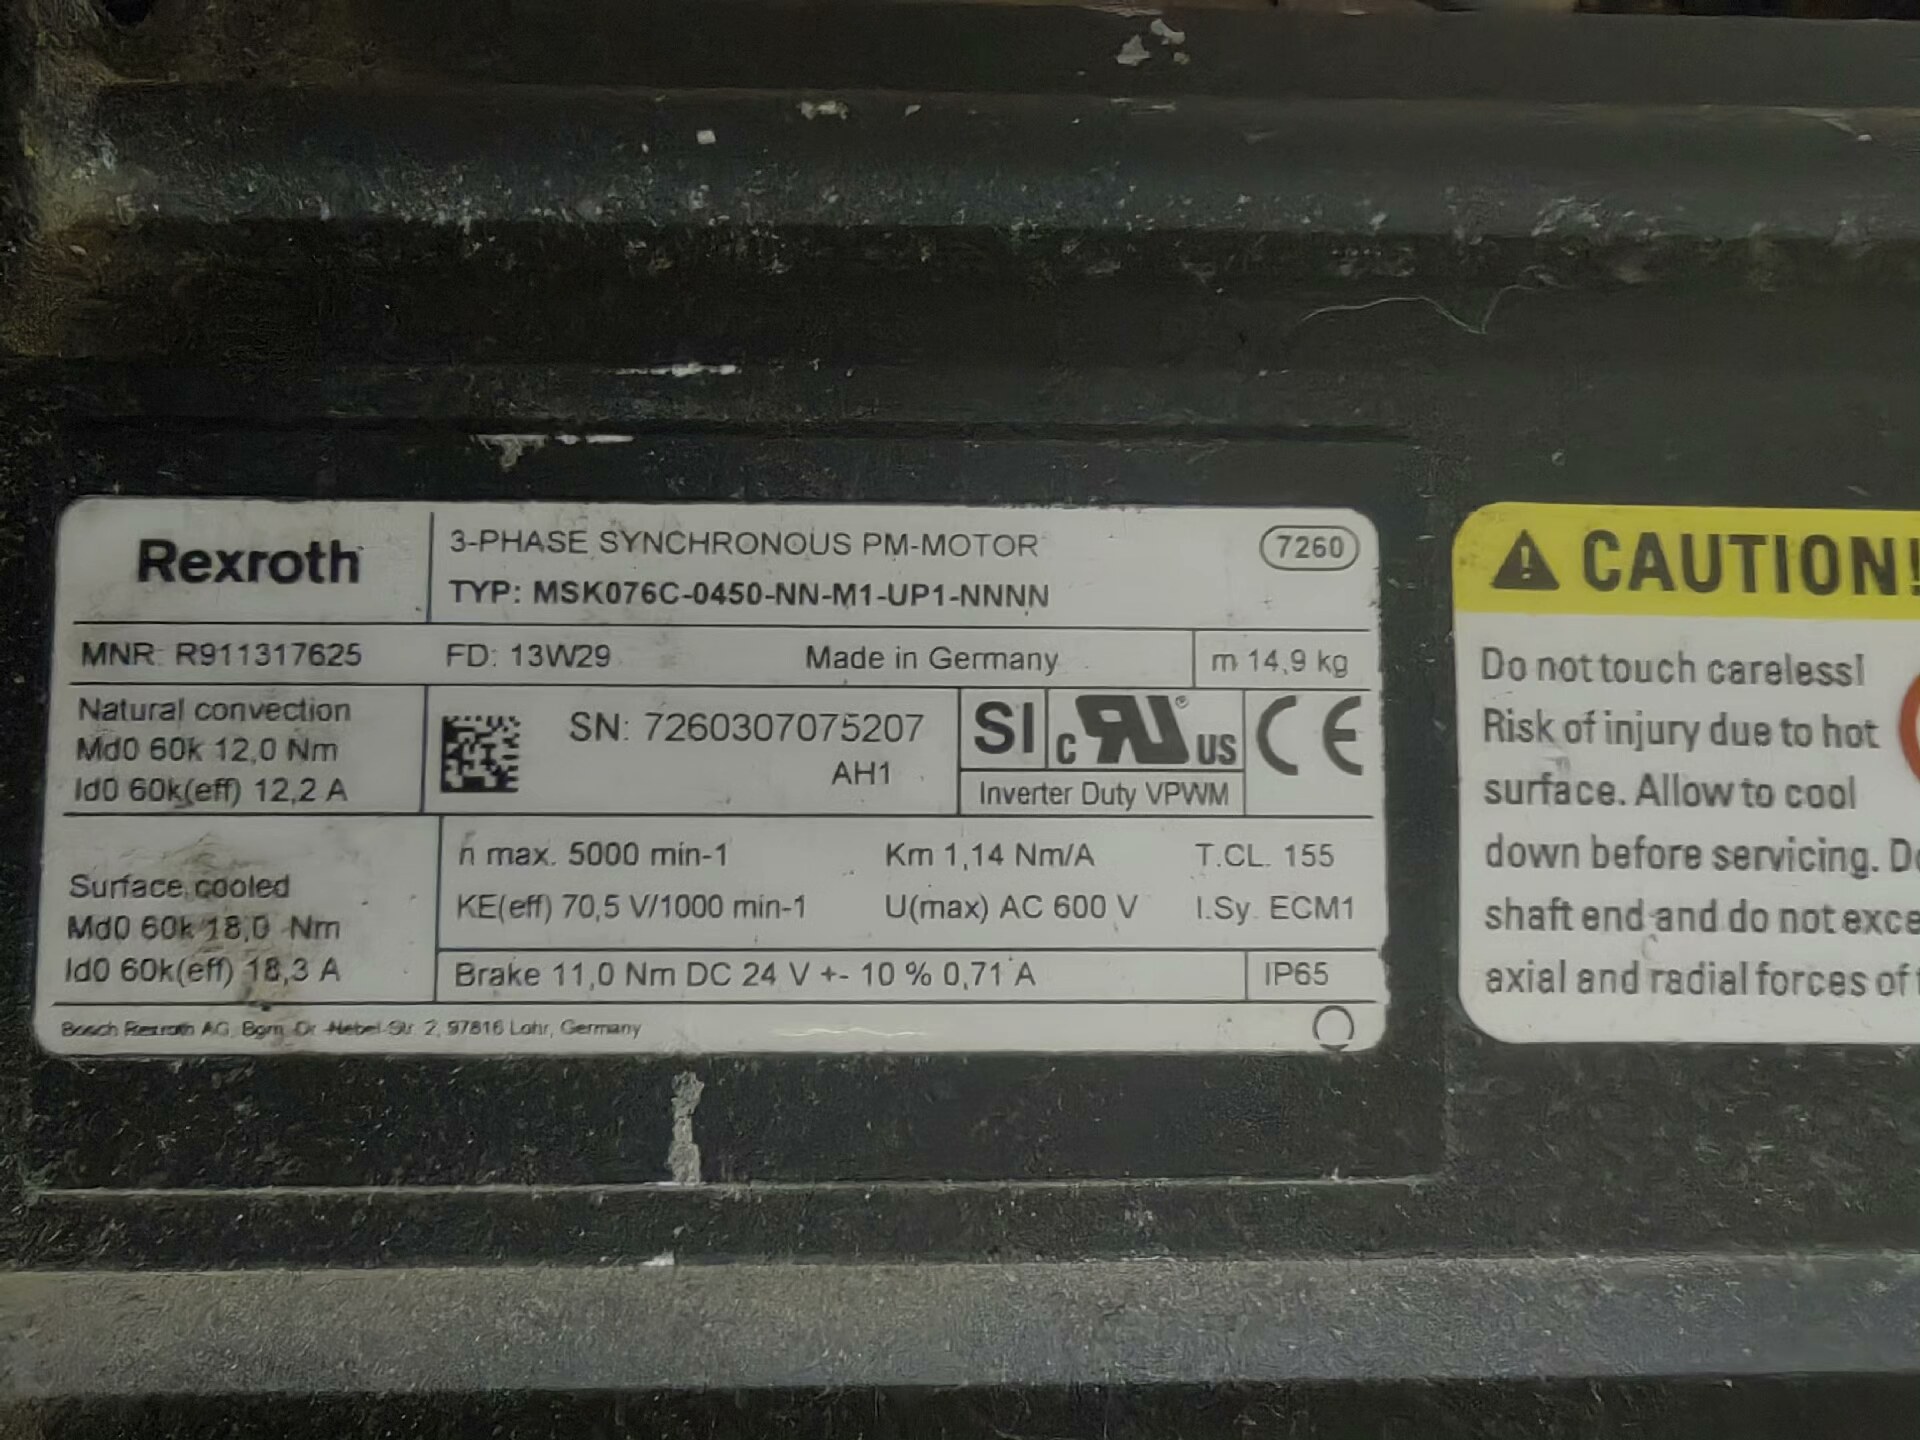 Rexroth
3-PHASE SYNCHRONOUS PM-MOTOR
7260
TYP: MSK076C-0450-NN-M1-UP1-NNNN
MNR: R911317625 FD: 13W29 Made in Germany m 14,9 kg
Natural convection
Md0 60k 12,0 Nm
Id0 60k(eff) 12,2 A
SN: 7260307075207
AH1
SI
c RU® US
CE
Inverter Duty VPWM
Surface cooled
Md0 60k 18,0 Nm
Id0 60k(eff) 18,3 A
n max. 5000 min-1 Km 1,14 Nm/A T.CL. 155
KE(eff) 70,5 V/1000 min-1 U(max) AC 600 V I.Sy. ECM1
Brake 11,0 Nm DC 24 V +- 10 % 0,71 A IP65
Bosch Rexroth AG, Bgm.-Dr.-Nebel-Str. 2, 97816 Lohr, Germany
CAUTION!
Do not touch careless!
Risk of injury due to hot
surface. Allow to cool
down before servicing.
shaft end and do not
axial and radial forces of